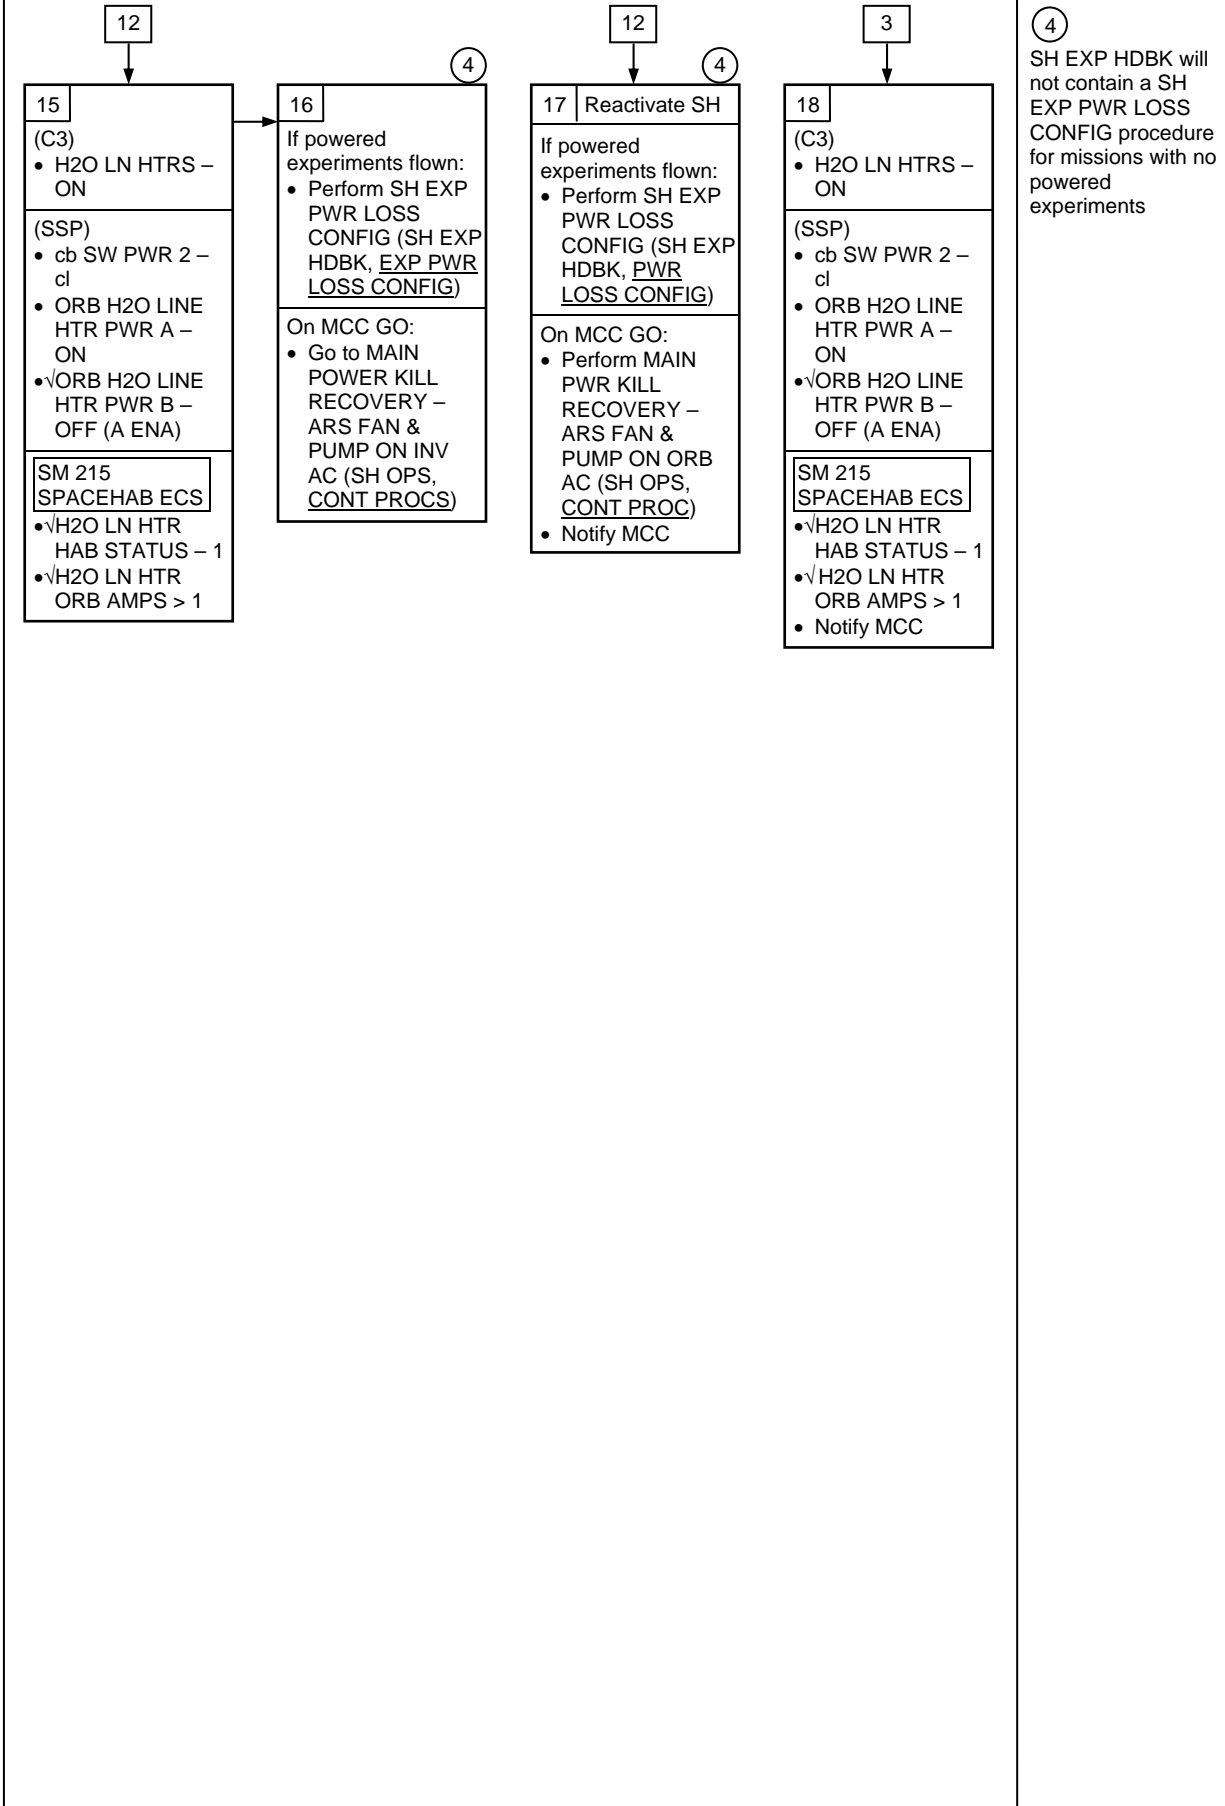 12
15
(C3)
• H2O LN HTRS –
ON
(SSP)
• cb SW PWR 2 –
cl
• ORB H2O LINE
HTR PWR A –
ON
•√ORB H2O LINE
HTR PWR B –
OFF (A ENA)
SM 215
SPACEHAB ECS
•√H2O LN HTR
HAB STATUS – 1
•√H2O LN HTR
ORB AMPS > 1
4
16
If powered
experiments flown:
• Perform SH EXP
PWR LOSS
CONFIG (SH EXP
HDBK, EXP PWR
LOSS CONFIG)
On MCC GO:
• Go to MAIN
POWER KILL
RECOVERY –
ARS FAN &
PUMP ON INV
AC (SH OPS,
CONT PROCS)
12
4
17 Reactivate SH
If powered
experiments flown:
• Perform SH EXP
PWR LOSS
CONFIG (SH EXP
HDBK, PWR
LOSS CONFIG)
On MCC GO:
• Perform MAIN
PWR KILL
RECOVERY –
ARS FAN &
PUMP ON ORB
AC (SH OPS,
CONT PROC)
• Notify MCC
3
18
(C3)
• H2O LN HTRS –
ON
(SSP)
• cb SW PWR 2 –
cl
• ORB H2O LINE
HTR PWR A –
ON
•√ORB H2O LINE
HTR PWR B –
OFF (A ENA)
SM 215
SPACEHAB ECS
•√H2O LN HTR
HAB STATUS – 1
•√ H2O LN HTR
ORB AMPS > 1
• Notify MCC
4
SH EXP HDBK will
not contain a SH
EXP PWR LOSS
CONFIG procedure
for missions with no
powered
experiments